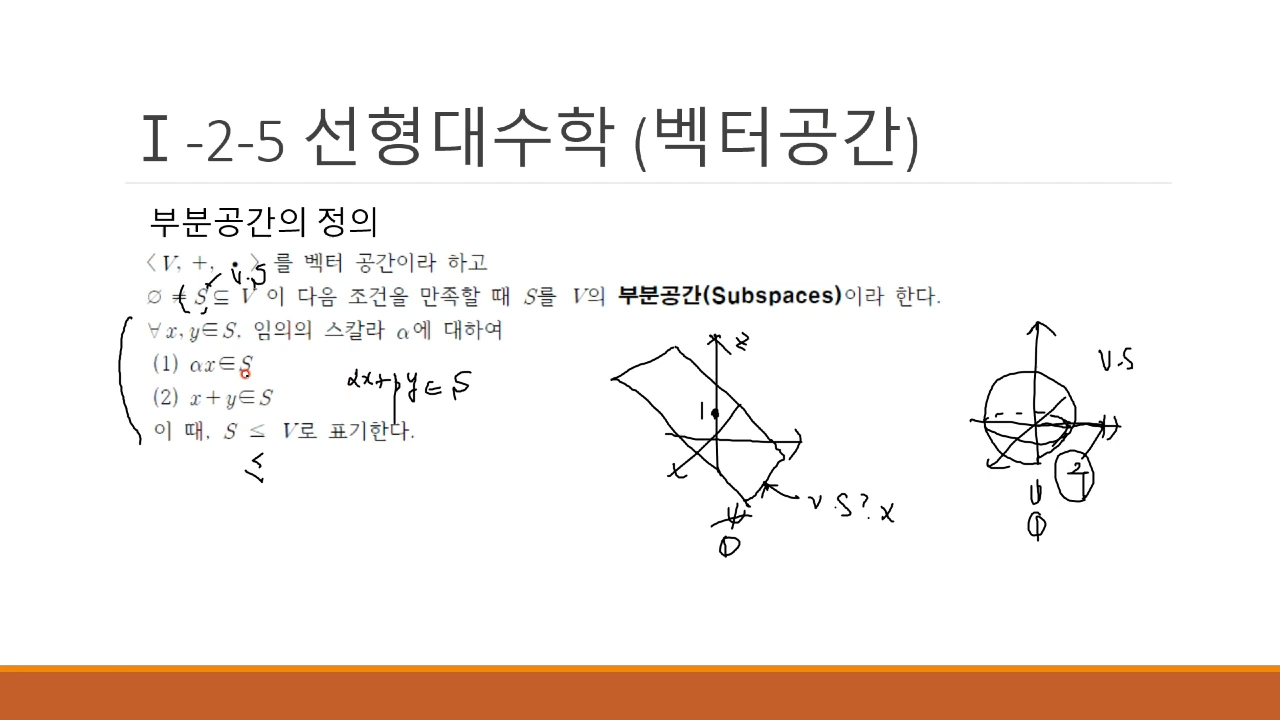 Ⅰ-2-5 선형대수학 (벡터공간)
부분공간의 정의
〈V, +, •〉를 벡터 공간이라 하고
V.S
∅ ≠ S ⊆ V 이 다음 조건을 만족할 때 S를 V의 부분공간(Subspaces)이라 한다.
∀x, y∈S, 임의의 스칼라 α에 대하여
(1) αx∈S
(2) x+y∈S
αx+y∈S
이 때, S ≤ V로 표기한다.
≤
z
1
y
x
V.S? X
V.S